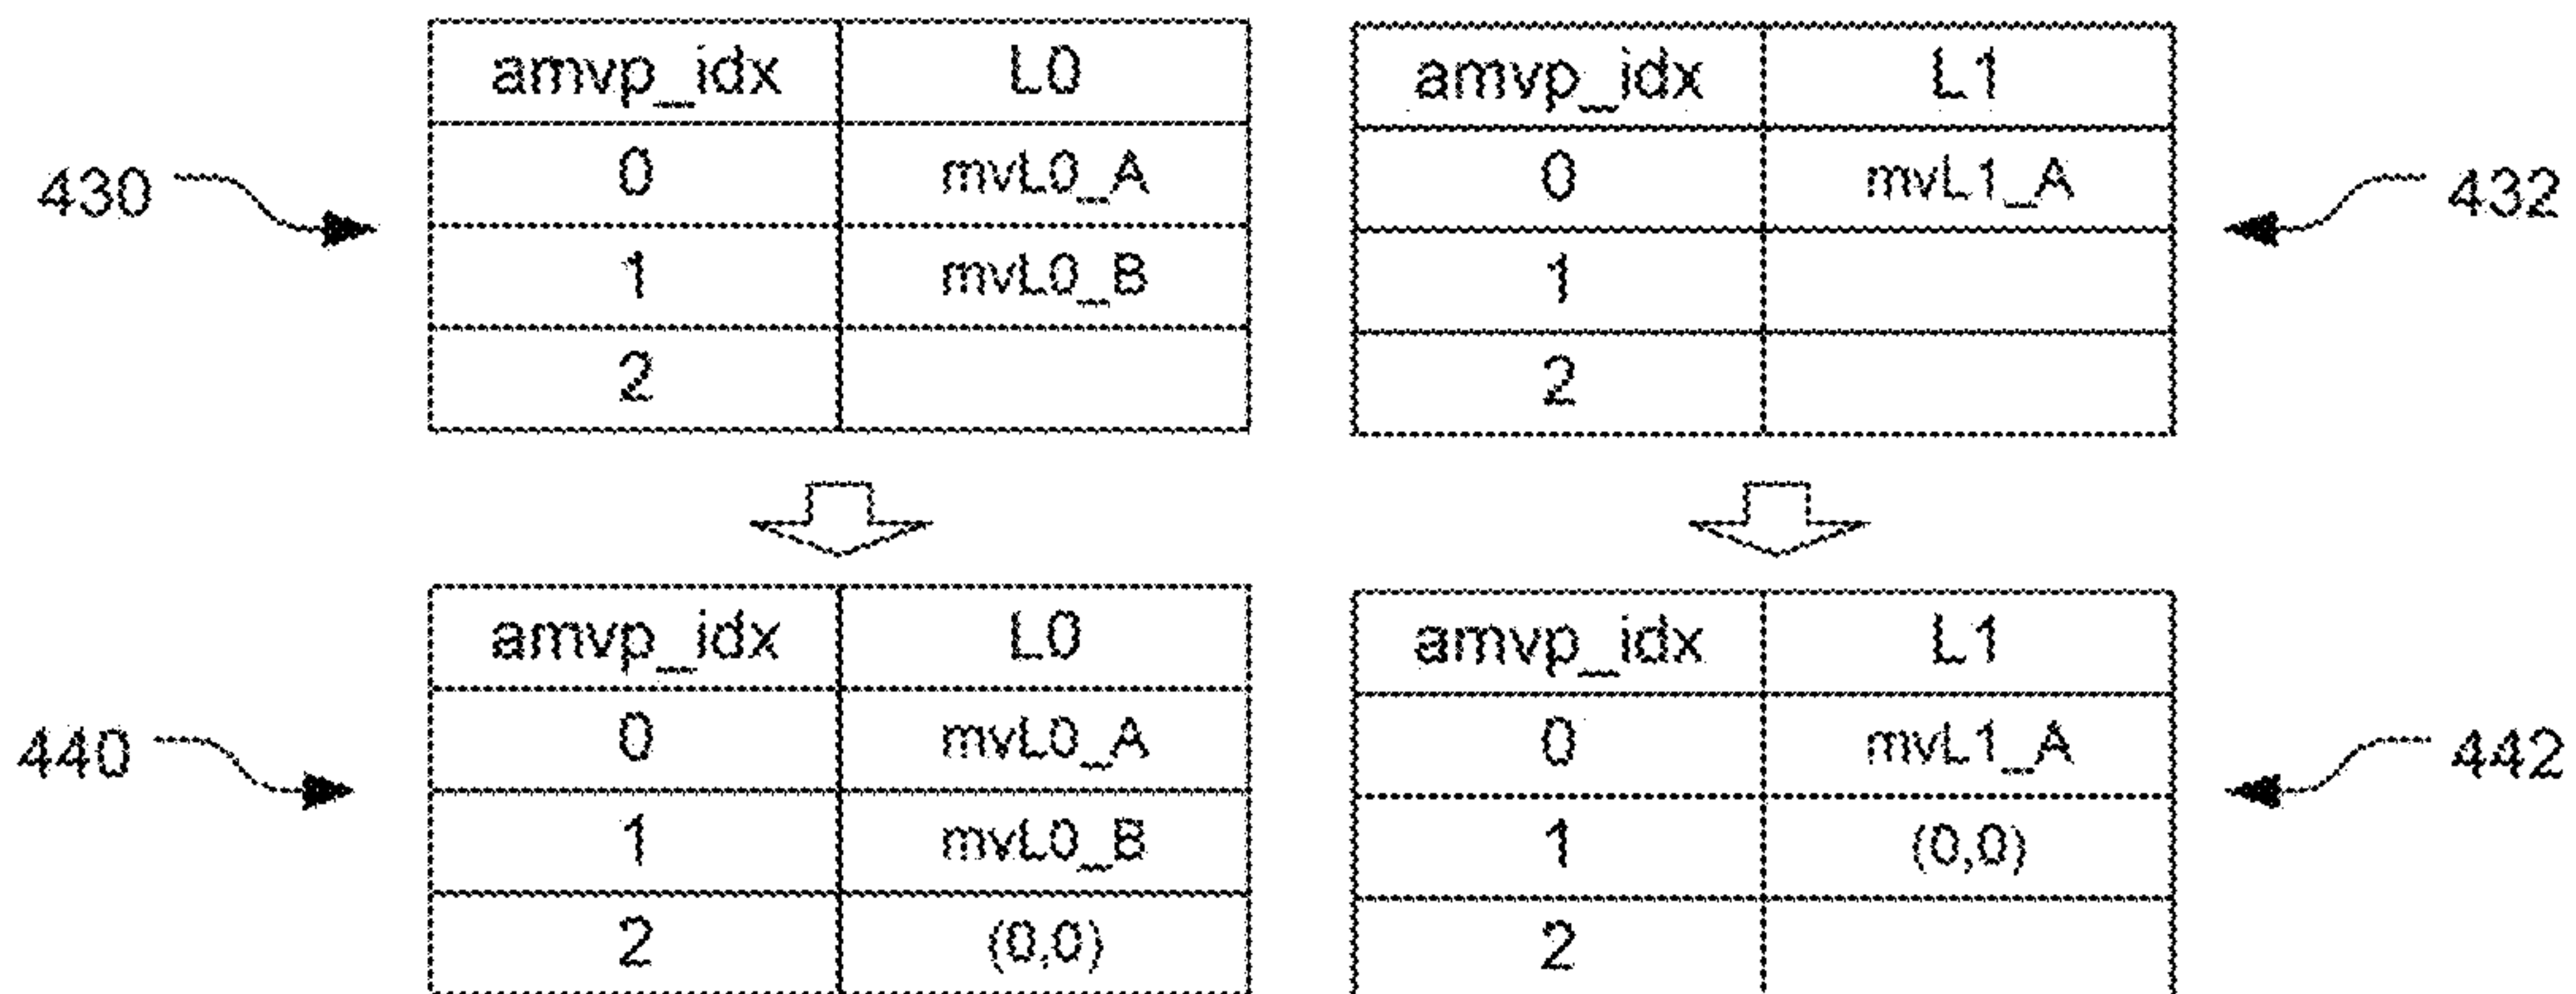 amvp_idx L0 amvp_idx L1
430 0 mvL0_A 0 mvL1_A 432
1 mvL0_B 1
2 2
amvp_idx L0 amvp_idx L1
440 0 mvL0_A 0 mvL1_A 442
1 mvL0_B 1 (0,0)
2 (0,0) 2